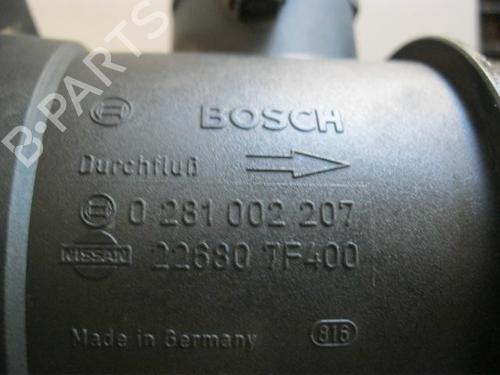 BOSCH
Durchfluß
0 281 002 207
NISSAN 22680 7F400
Made in Germany 816
B-PARTS